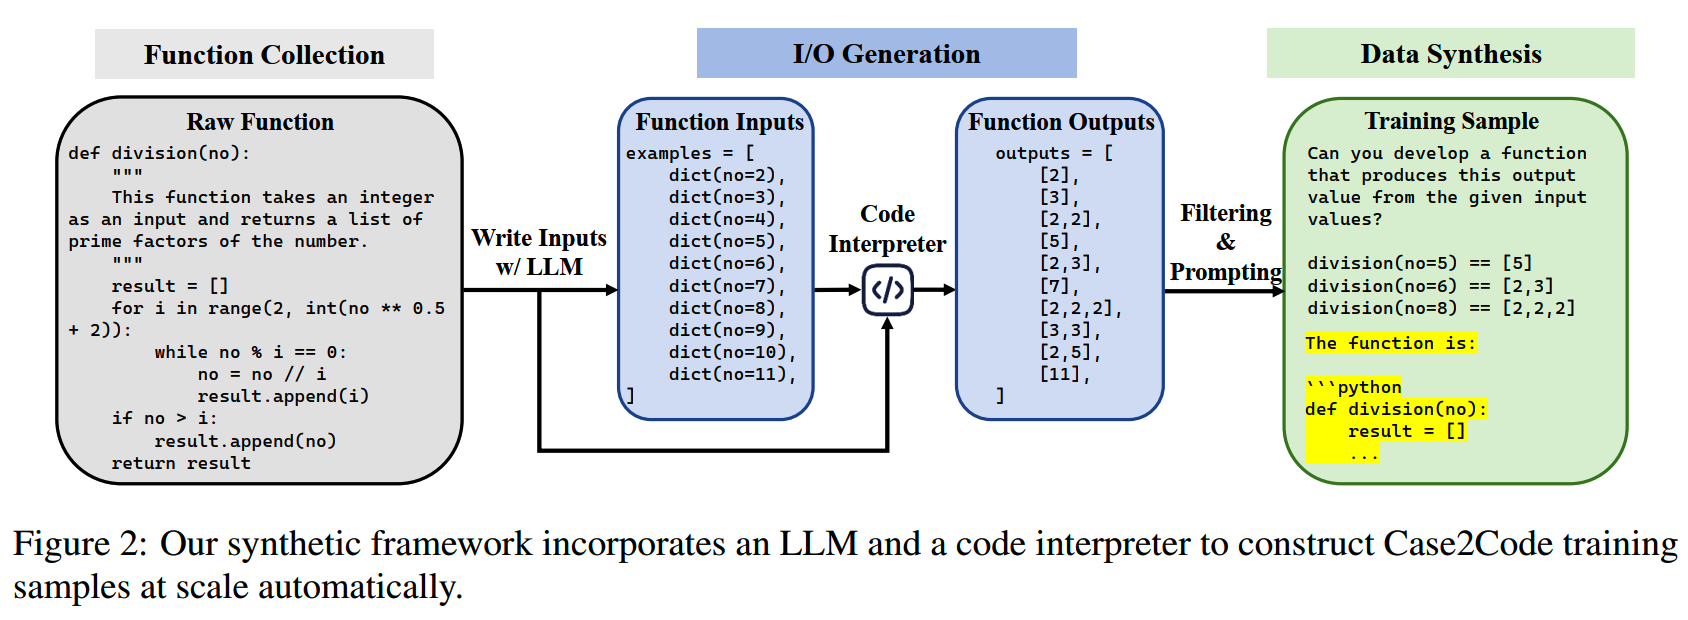 Function Collection
I/O Generation
Data Synthesis
Raw Function
def division(no):
    """
    This function takes an integer
as an input and returns a list of
prime factors of the number.
    """
    result = []
    for i in range(2, int(no ** 0.5
+ 2)):
        while no % i == 0:
            no = no // i
            result.append(i)
    if no > i:
        result.append(no)
    return result
Write Inputs
w/ LLM
Function Inputs
examples = [
    dict(no=2),
    dict(no=3),
    dict(no=4),
    dict(no=5),
    dict(no=6),
    dict(no=7),
    dict(no=8),
    dict(no=9),
    dict(no=10),
    dict(no=11),
]
Code
Interpreter
</>
Function Outputs
outputs = [
    [2],
    [3],
    [2,2],
    [5],
    [2,3],
    [7],
    [2,2,2],
    [3,3],
    [2,5],
    [11],
]
Filtering
&
Prompting
Training Sample
Can you develop a function
that produces this output
value from the given input
values?
division(no=5) == [5]
division(no=6) == [2,3]
division(no=8) == [2,2,2]
The function is:
```python
def division(no):
    result = []
    ...
Figure 2: Our synthetic framework incorporates an LLM and a code interpreter to construct Case2Code training
samples at scale automatically.